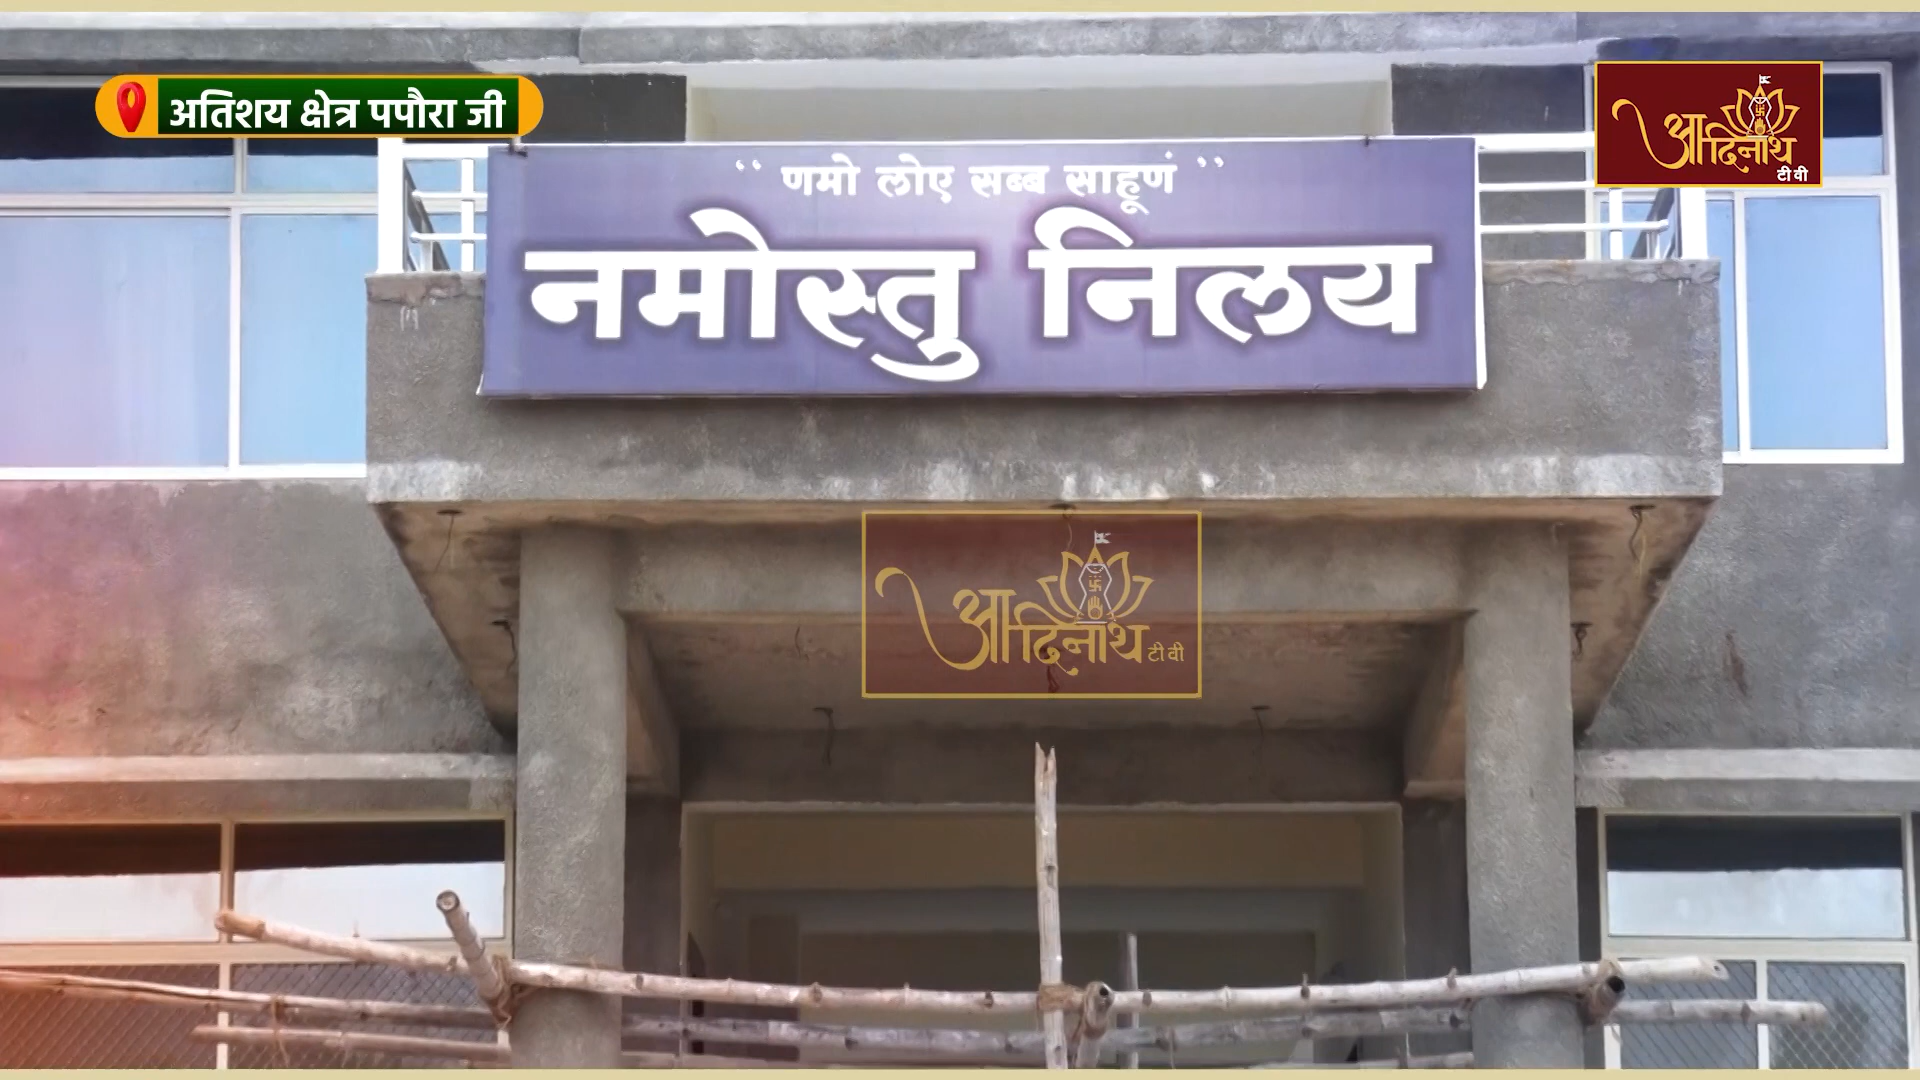 अतिशय क्षेत्र पपौरा जी
आदिनाथ
टी वी
“ णमो लोए सब्ब साहूणं ”
नमोस्तु निलय
आदिनाथ टी वी